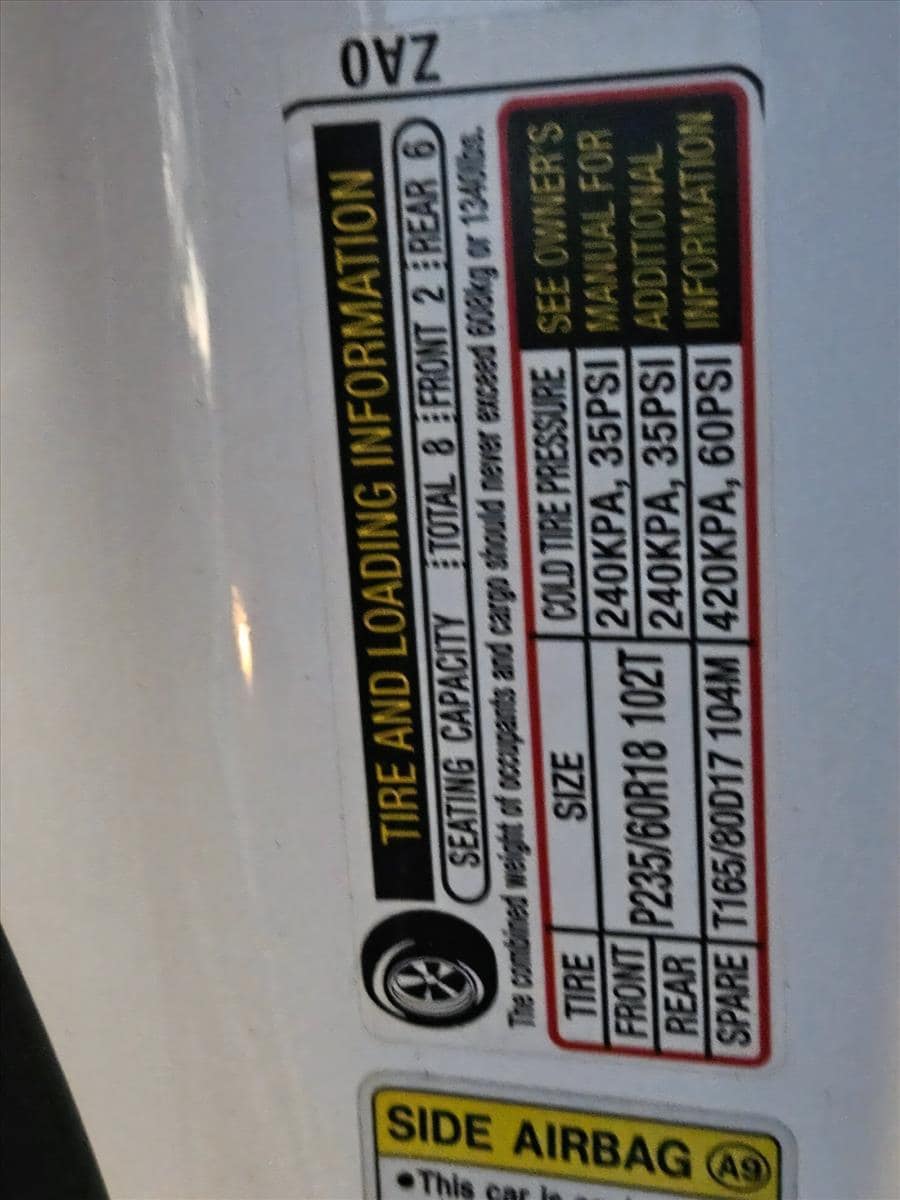 ZA0
TIRE AND LOADING INFORMATION
SEATING CAPACITY TOTAL 8 FRONT 2 REAR 6
The combined weight of occupants and cargo should never exceed 608kg or 1340lbs.
TIRE SIZE COLD TIRE PRESSURE
FRONT P235/60R18 102T 240KPA, 35PSI
REAR 240KPA, 35PSI
SPARE T165/80D17 104M 420KPA, 60PSI
SEE OWNER'S
MANUAL FOR
ADDITIONAL
INFORMATION
SIDE AIRBAG A9
•This car is